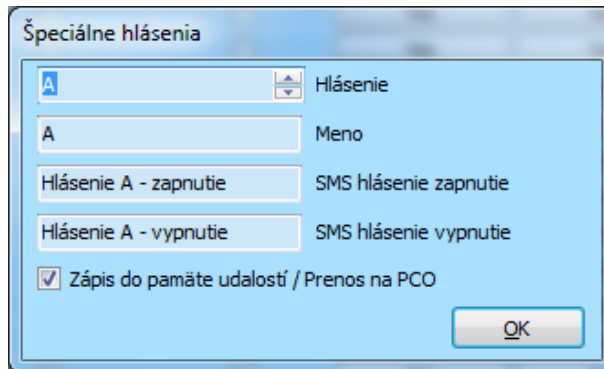 Špeciálne hlásenia
A Hlásenie
A Meno
Hlásenie A - zapnutie SMS hlásenie zapnutie
Hlásenie A - vypnutie SMS hlásenie vypnutie
Zápis do pamäte udalostí / Prenos na PCO
OK